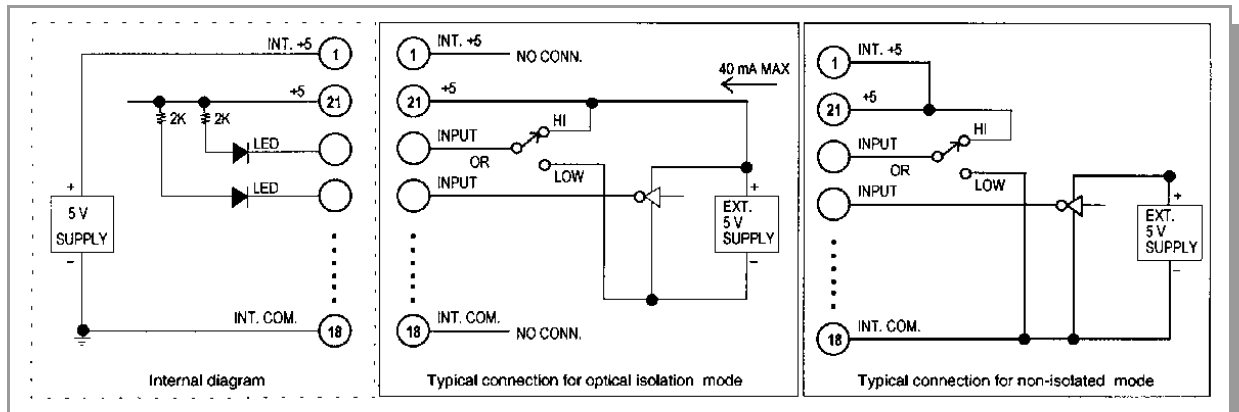 INT. +5
1
+5
21
2K
2K
LED
LED
+
5 V
SUPPLY
–
INT. COM.
18
Internal diagram
INT. +5
1
NO CONN.
40 mA MAX
+5
21
HI
INPUT
OR
LOW
INPUT
+
EXT.
5 V
SUPPLY
–
INT. COM.
18
NO CONN.
Typical connection for optical isolation mode
INT. +5
1
+5
21
HI
INPUT
OR
LOW
INPUT
+
EXT.
5 V
SUPPLY
–
INT. COM.
18
Typical connection for non-isolated mode